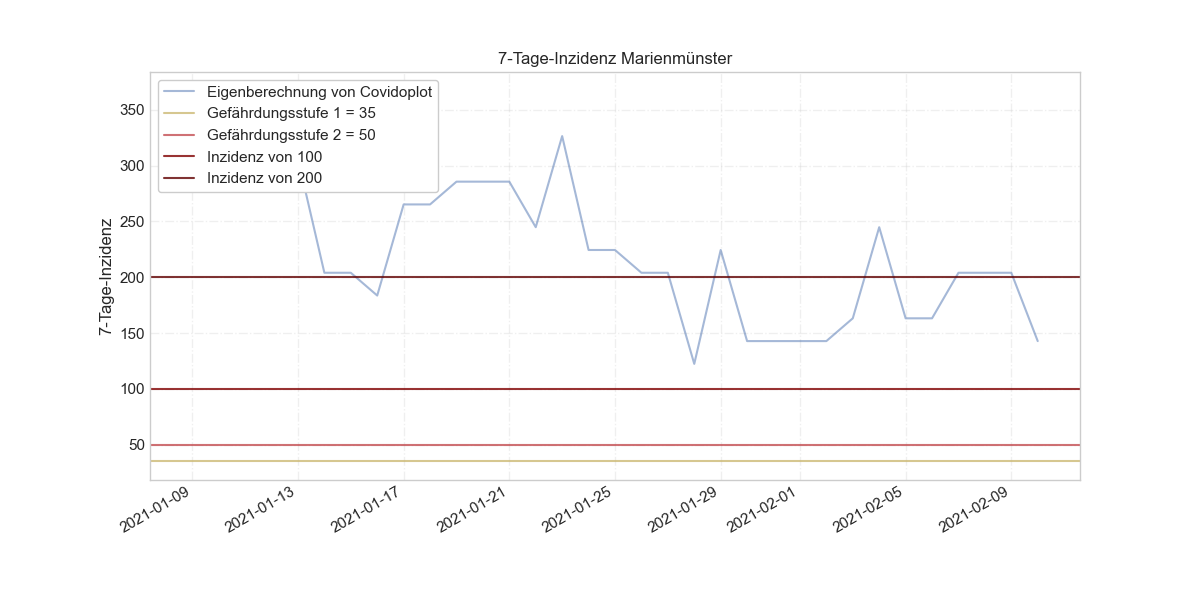 7-Tage-Inzidenz Marienmünster
Eigenberechnung von Covidoplot
Gefährdungsstufe 1 = 35
Gefährdungsstufe 2 = 50
Inzidenz von 100
Inzidenz von 200
7-Tage-Inzidenz
350
300
250
200
150
100
50
2021-01-09
2021-01-13
2021-01-17
2021-01-21
2021-01-25
2021-01-29
2021-02-01
2021-02-05
2021-02-09